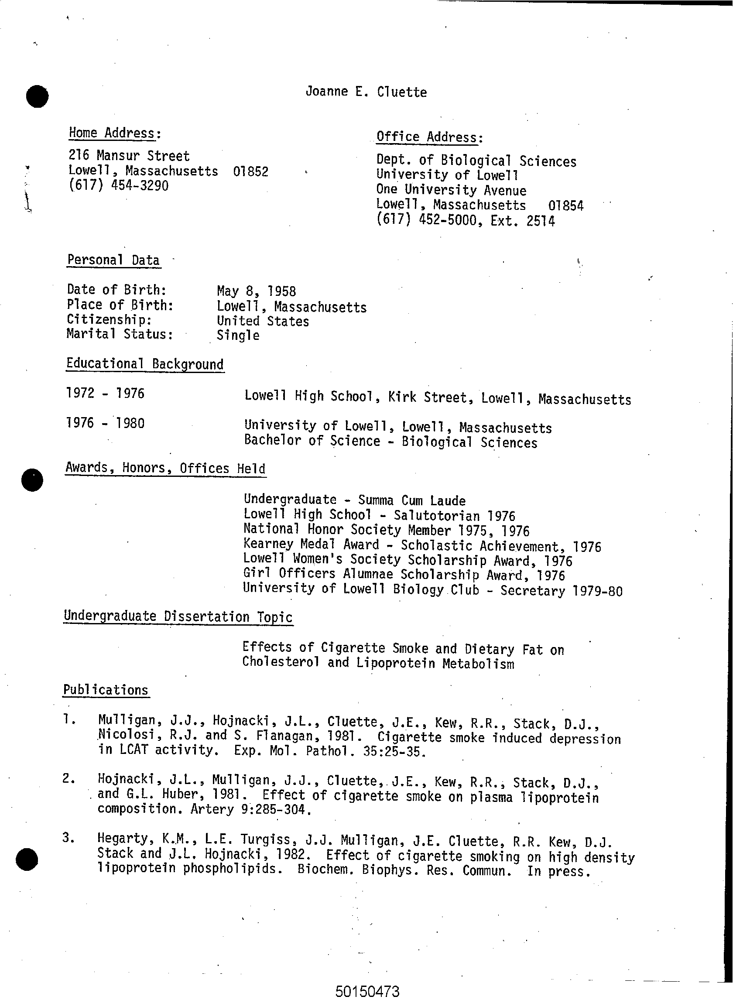 Joanne E. Cluette
Home Address:
216 Mansur Street
Lowell, Massachusetts 01852
(617) 454-3290
Office Address:
Dept. of Biological Sciences
University of Lowell
One University Avenue
Lowell, Massachusetts 01854
(617) 452-5000, Ext. 2514
Personal Data
Date of Birth: May 8, 1958
Place of Birth: Lowell, Massachusetts
Citizenship: United States
Marital Status: Single
Educational Background
1972 - 1976 Lowell High School, Kirk Street, Lowell, Massachusetts
1976 - 1980 University of Lowell, Lowell, Massachusetts
Bachelor of Science - Biological Sciences
Awards, Honors, Offices Held
Undergraduate - Summa Cum Laude
Lowell High School - Salutotorian 1976
National Honor Society Member 1975, 1976
Kearney Medal Award - Scholastic Achievement, 1976
Lowell Women's Society Scholarship Award, 1976
Girl Officers Alumnae Scholarship Award, 1976
University of Lowell Biology Club - Secretary 1979-80
Undergraduate Dissertation Topic
Effects of Cigarette Smoke and Dietary Fat on
Cholesterol and Lipoprotein Metabolism
Publications
1. Mulligan, J.J., Hojnacki, J.L., Cluette, J.E., Kew, R.R., Stack, D.J.,
Nicolosi, R.J. and S. Flanagan, 1981. Cigarette smoke induced depression
in LCAT activity. Exp. Mol. Pathol. 35:25-35.
2. Hojnacki, J.L., Mulligan, J.J., Cluette, J.E., Kew, R.R., Stack, D.J.,
and G.L. Huber, 1981. Effect of cigarette smoke on plasma lipoprotein
composition. Artery 9:285-304.
3. Hegarty, K.M., L.E. Turgiss, J.J. Mulligan, J.E. Cluette, R.R. Kew, D.J.
Stack and J.L. Hojnacki, 1982. Effect of cigarette smoking on high density
lipoprotein phospholipids. Biochem. Biophys. Res. Commun. In press.
50150473